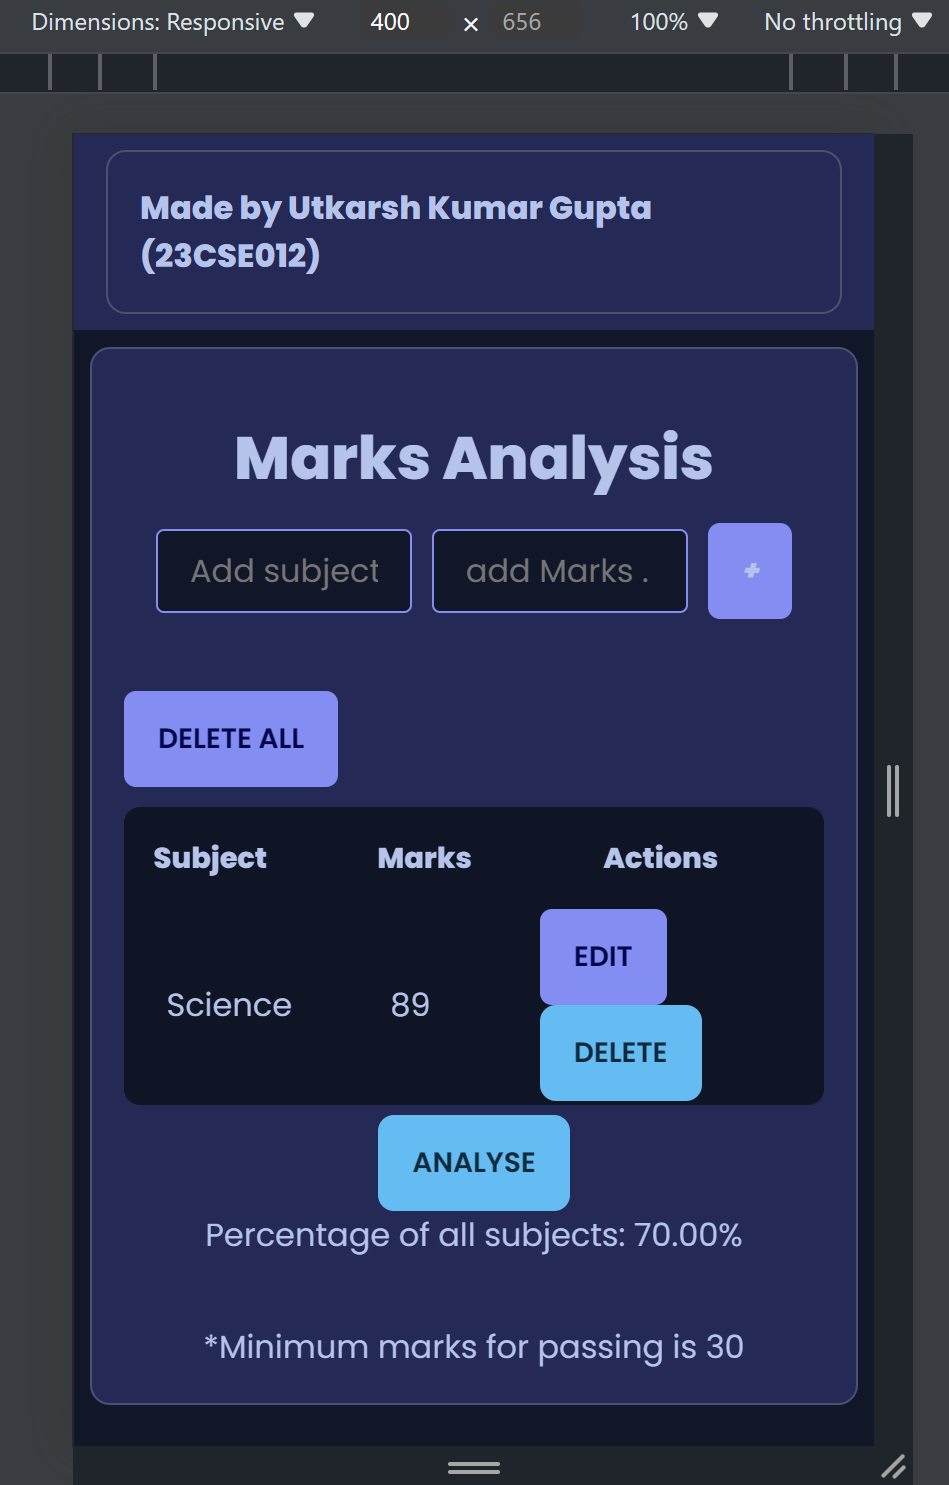 Dimensions: Responsive 400 × 656 100% No throttling
Made by Utkarsh Kumar Gupta
(23CSE012)
Marks Analysis
Add subject add Marks . +
DELETE ALL
Subject Marks Actions
EDIT
Science 89
DELETE
ANALYSE
Percentage of all subjects: 70.00%
*Minimum marks for passing is 30